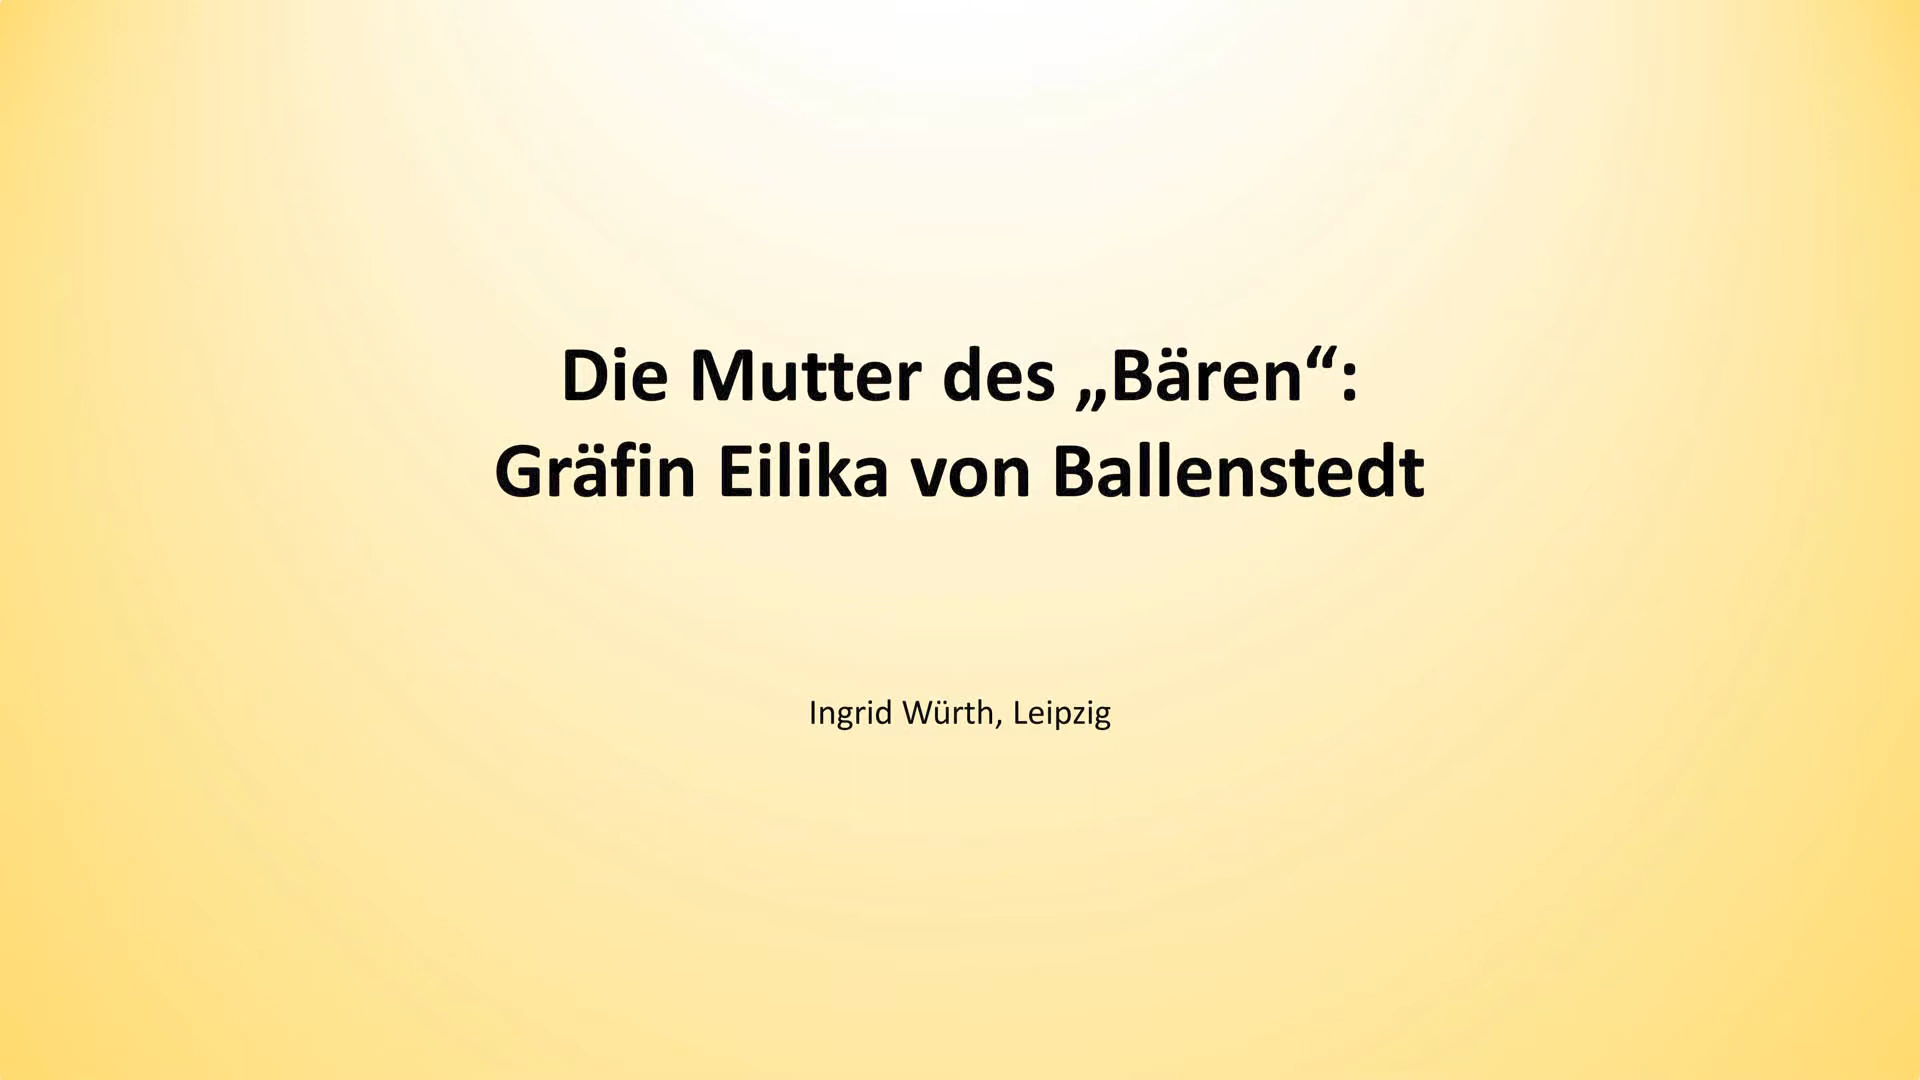 Die Mutter des „Bären“:
Gräfin Eilika von Ballenstedt
Ingrid Würth, Leipzig